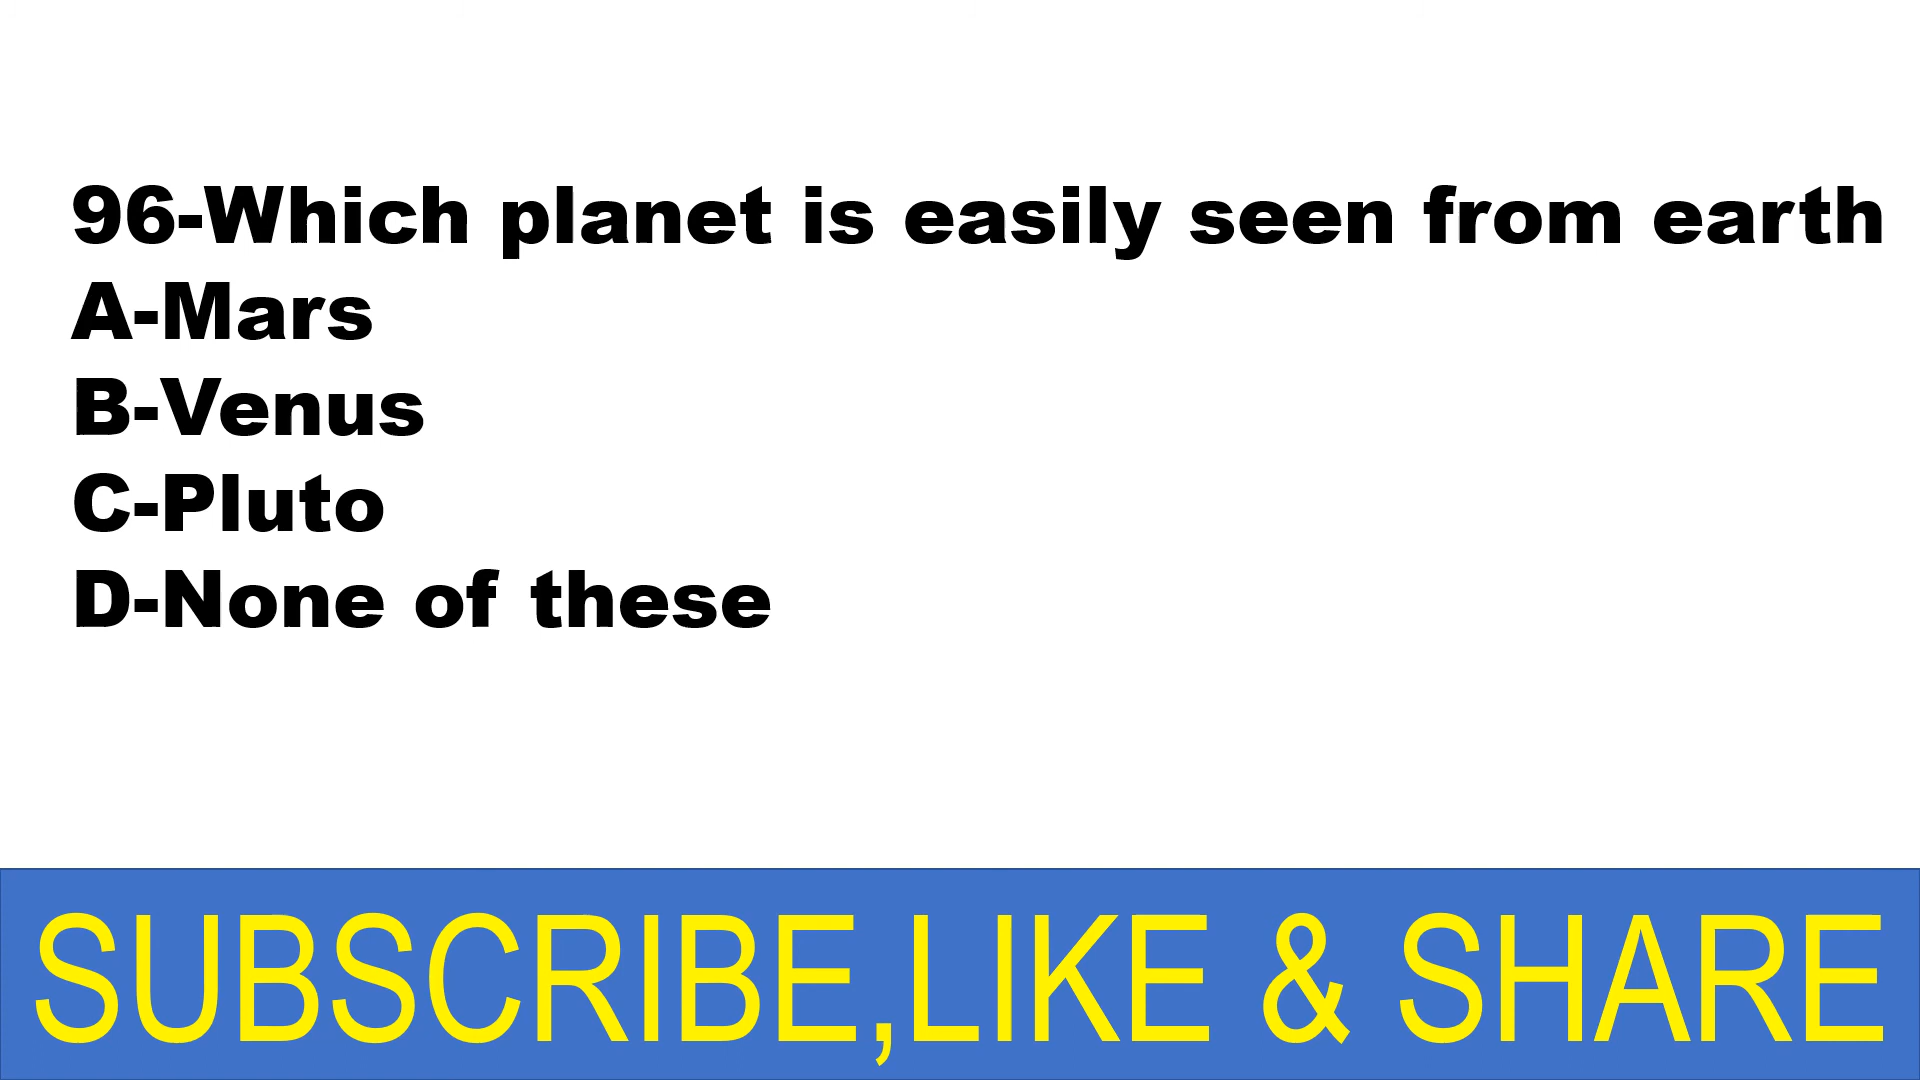 96-Which planet is easily seen from earth
A-Mars
B-Venus
C-Pluto
D-None of these
SUBSCRIBE,LIKE & SHARE